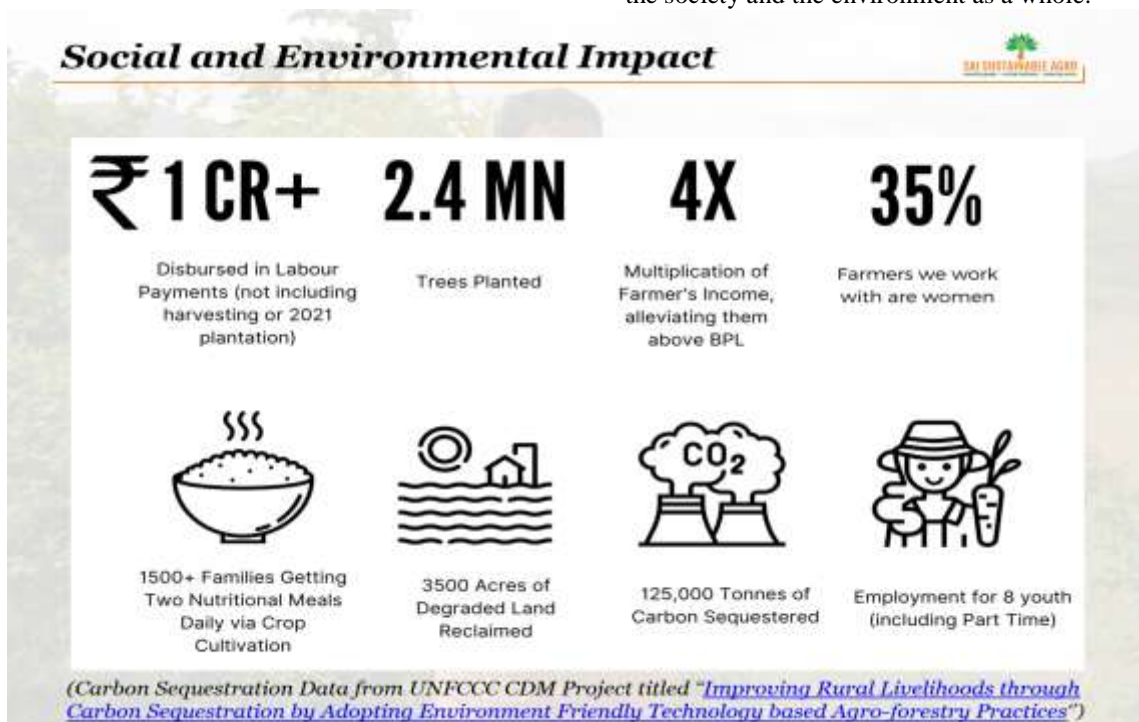 the society and the environment as a whole.
Social and Environmental Impact
SAI SUSTAINABLE AGRO
₹ 1 CR+
Disbursed in Labour
Payments (not including
harvesting or 2021
plantation)
2.4 MN
Trees Planted
4X
Multiplication of
Farmer's Income,
alleviating them
above BPL
35%
Farmers we work
with are women
1500+ Families Getting
Two Nutritional Meals
Daily via Crop
Cultivation
3500 Acres of
Degraded Land
Reclaimed
CO2
125,000 Tonnes of
Carbon Sequestered
Employment for 8 youth
(including Part Time)
(Carbon Sequestration Data from UNFCCC CDM Project titled "Improving Rural Livelihoods through
Carbon Sequestration by Adopting Environment Friendly Technology based Agro-forestry Practices")